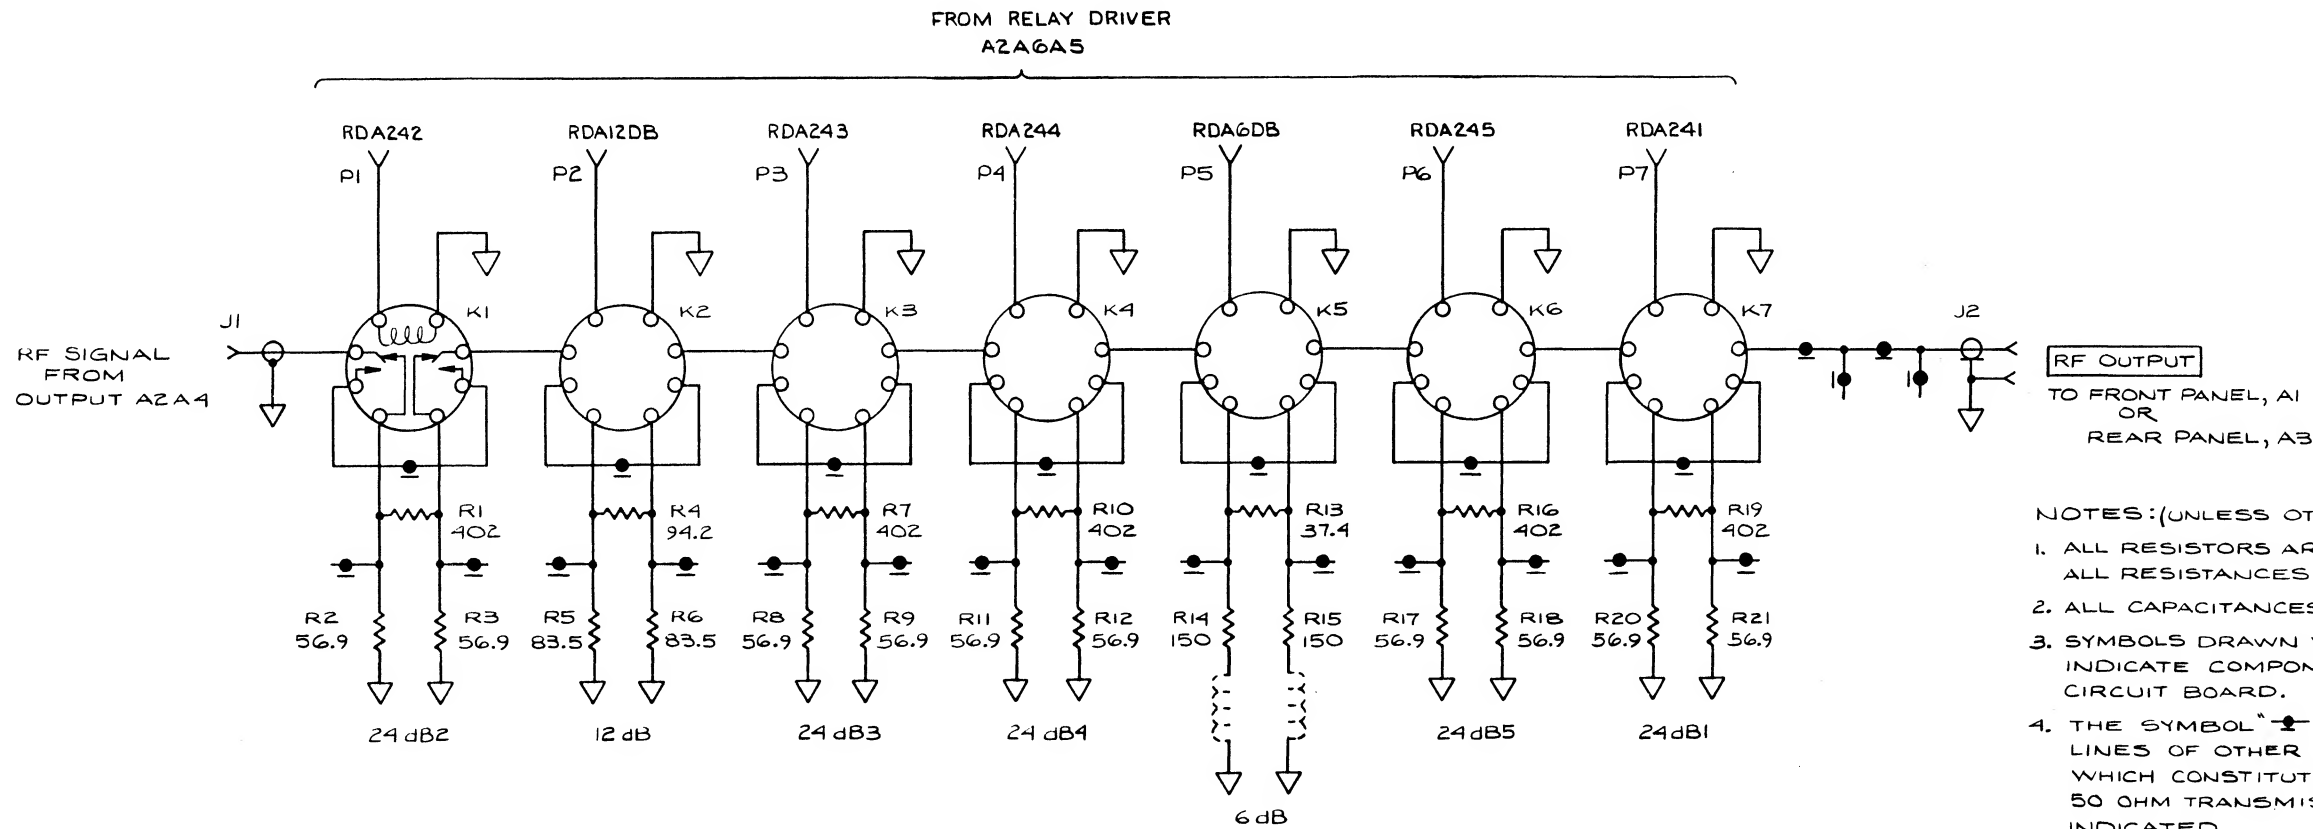 FROM RELAY DRIVER
A2A6A5
RDA242 RDA12DB RDA243 RDA244 RDA6DB RDA245 RDA241
P1 P2 P3 P4 P5 P6 P7
K1 K2 K3 K4 K5 K6 K7
J1
J2
RF SIGNAL
FROM
OUTPUT A2A4
RF OUTPUT
TO FRONT PANEL, A1
OR
REAR PANEL, A3
R1 R4 R7 R10 R13 R16 R19
402 94.2 402 402 37.4 402 402
R2 R3 R5 R6 R8 R9 R11 R12 R14 R15 R17 R18 R20 R21
56.9 56.9 83.5 83.5 56.9 56.9 56.9 56.9 150 150 56.9 56.9 56.9 56.9
24 dB2 12 dB 24 dB3 24 dB4 24 dB5 24 dB1
6 dB
NOTES:(UNLESS OT
1. ALL RESISTORS AR
ALL RESISTANCES
2. ALL CAPACITANCES
3. SYMBOLS DRAWN
INDICATE COMPON
CIRCUIT BOARD.
4. THE SYMBOL "
LINES OF OTHER
WHICH CONSTITUT
50 OHM TRANSMIS
INDICATED